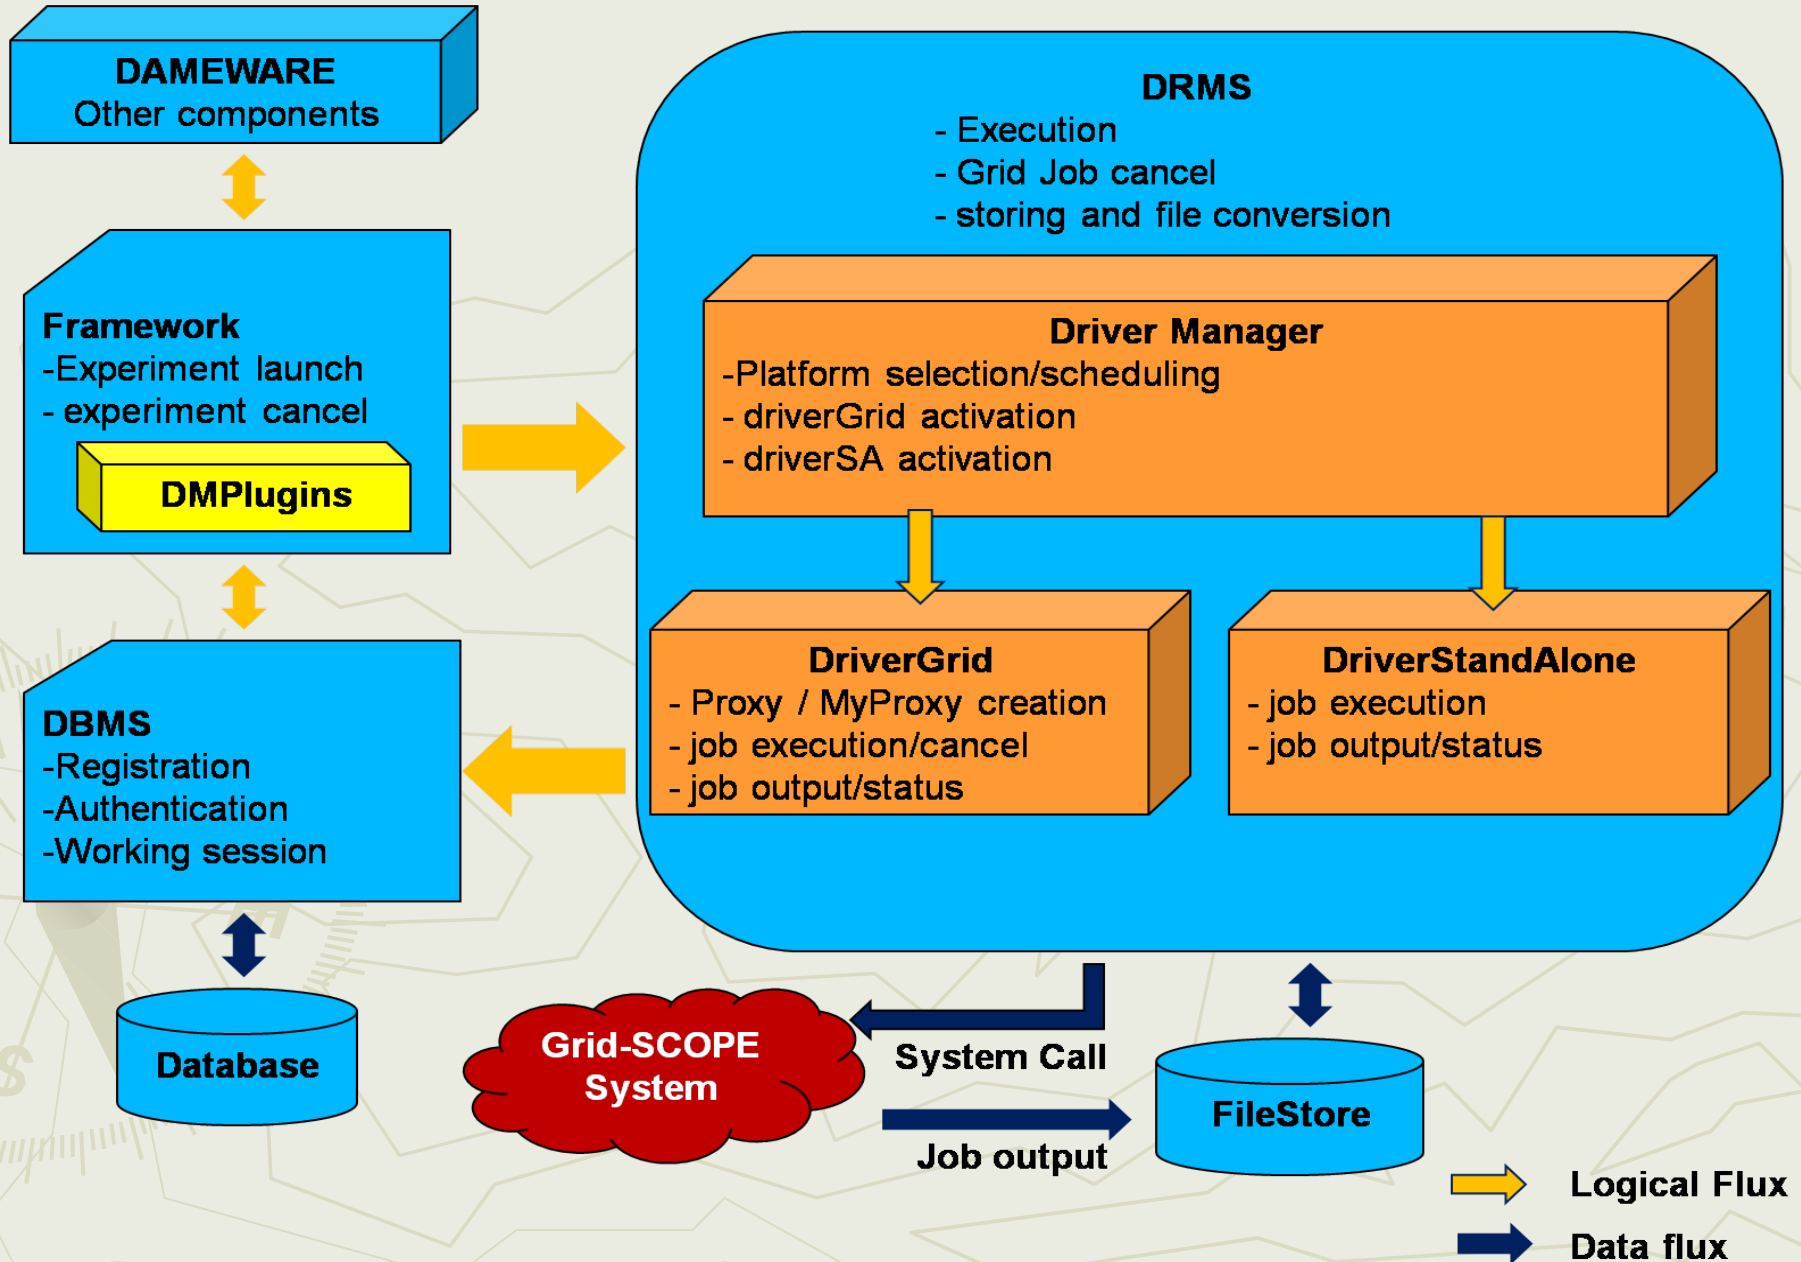 DAMEWARE
Other components
Framework
-Experiment launch
- experiment cancel
DMPlugins
DBMS
-Registration
-Authentication
-Working session
Database
DRMS
- Execution
- Grid Job cancel
- storing and file conversion
Driver Manager
-Platform selection/scheduling
- driverGrid activation
- driverSA activation
DriverGrid
- Proxy / MyProxy creation
- job execution/cancel
- job output/status
DriverStandAlone
- job execution
- job output/status
Grid-SCOPE
System
System Call
Job output
FileStore
Logical Flux
Data flux